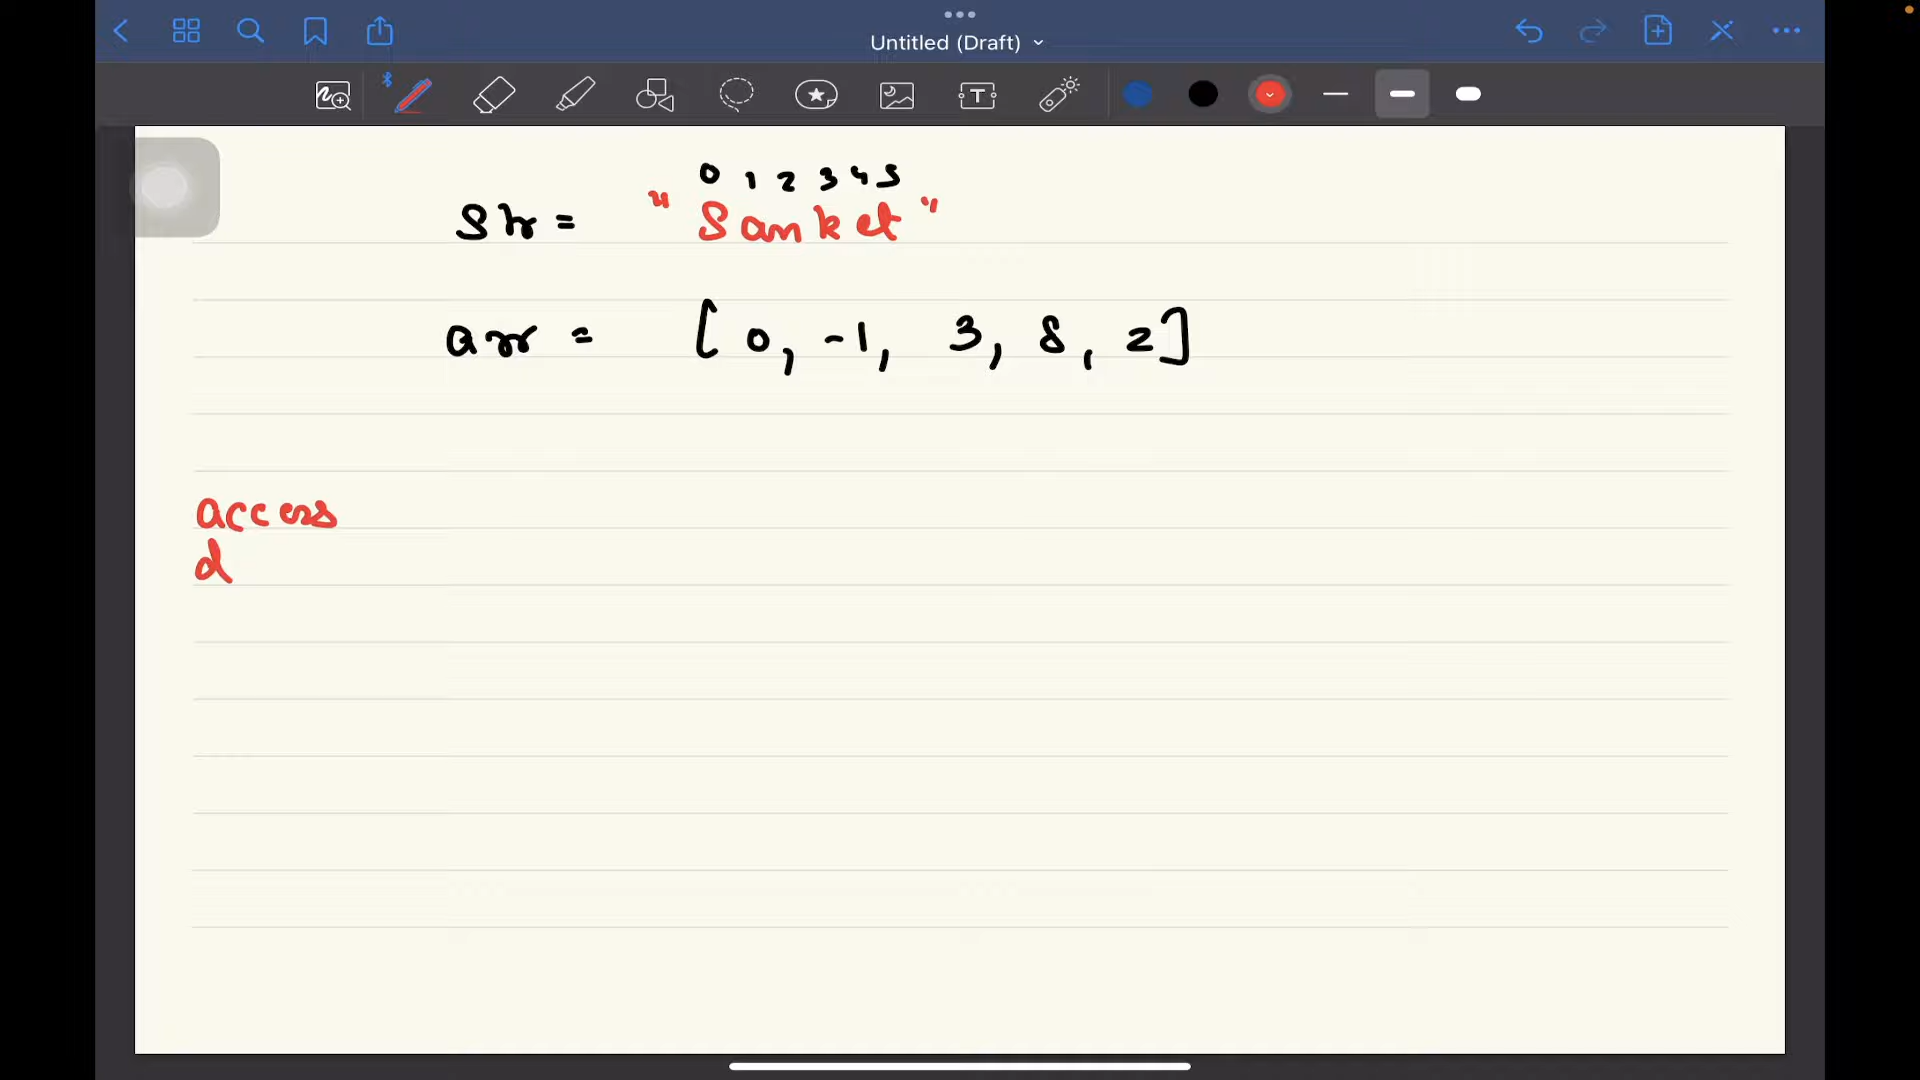 Untitled (Draft)
0 1 2 3 4 5
Str = "Sanket"
arr = [0, -1, 3, 8, 2]
access
d